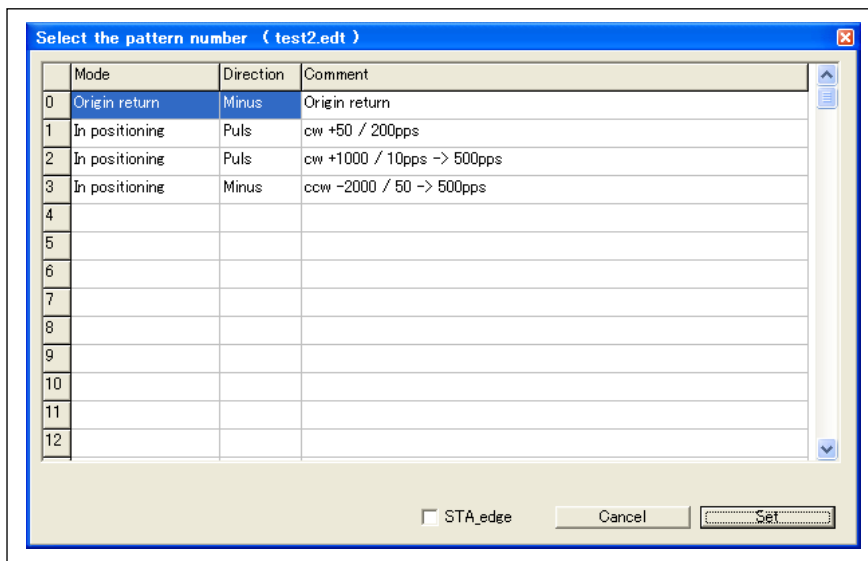 Select the pattern number ( test2.edt )
Mode Direction Comment
0 Origin return Minus Origin return
1 In positioning Puls cw +50 / 200pps
2 In positioning Puls cw +1000 / 10pps -> 500pps
3 In positioning Minus ccw -2000 / 50 -> 500pps
4
5
6
7
8
9
10
11
12
STA_edge Cancel Set